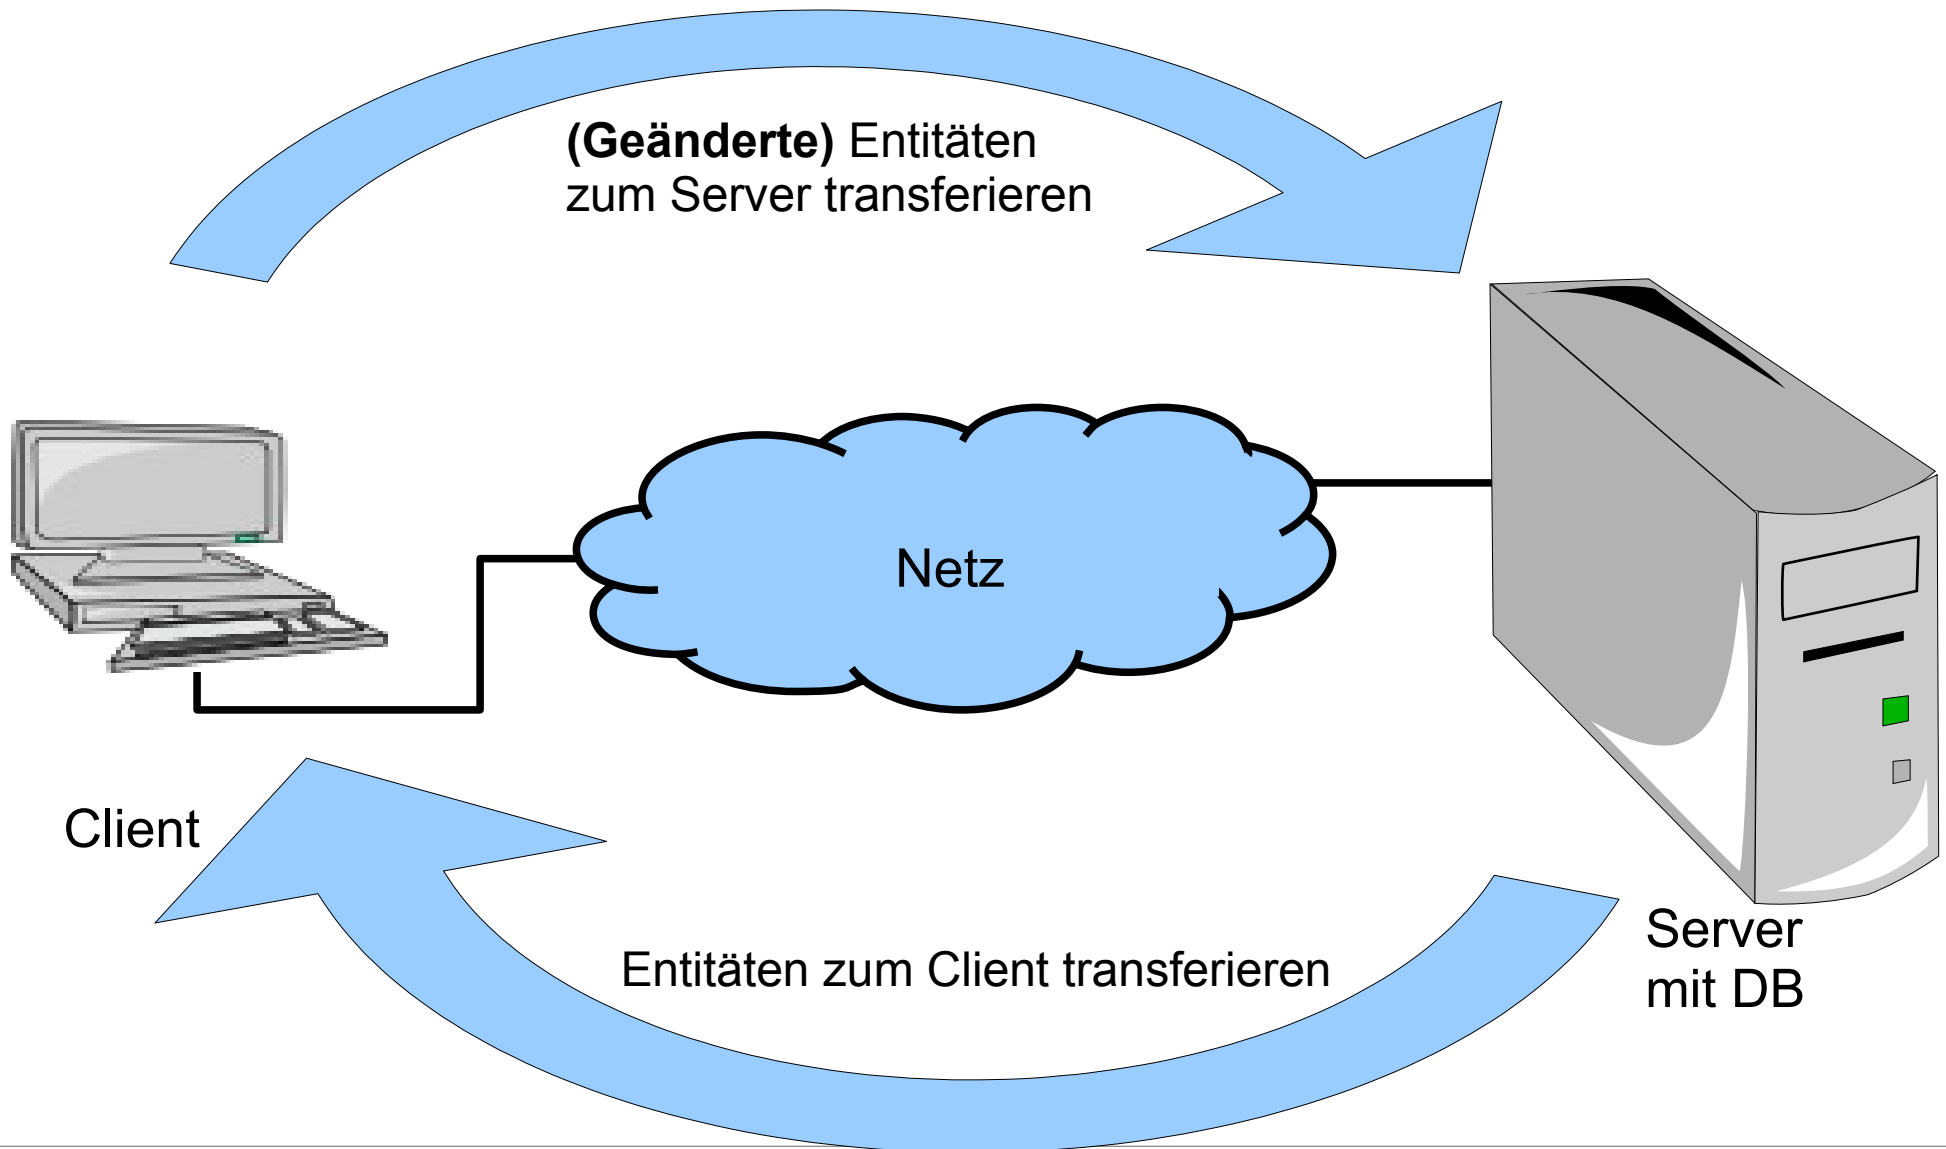 (Geänderte) Entitäten
zum Server transferieren
Netz
Client
Server
mit DB
Entitäten zum Client transferieren